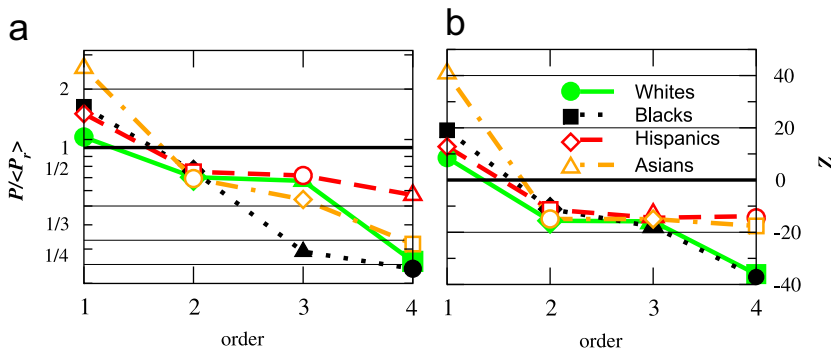 a
P/<P_r>
2
1
1/2
1/3
1/4
1 2 3 4
order
b
Whites
Blacks
Hispanics
Asians
40
20
0
-20
-40
Z
1 2 3 4
order